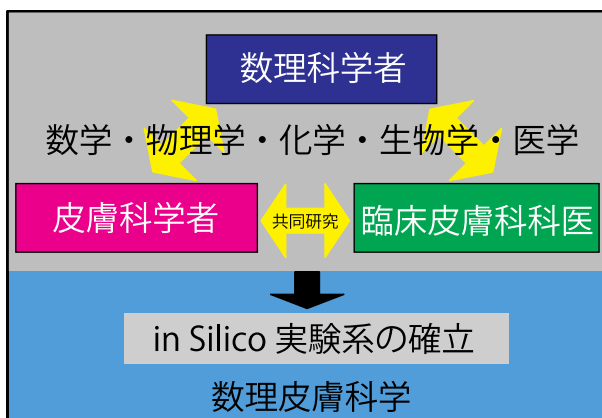 数理科学者
数学・物理学・化学・生物学・医学
皮膚科学者
共同研究
臨床皮膚科科医
in Silico 実験系の確立
数理皮膚科学